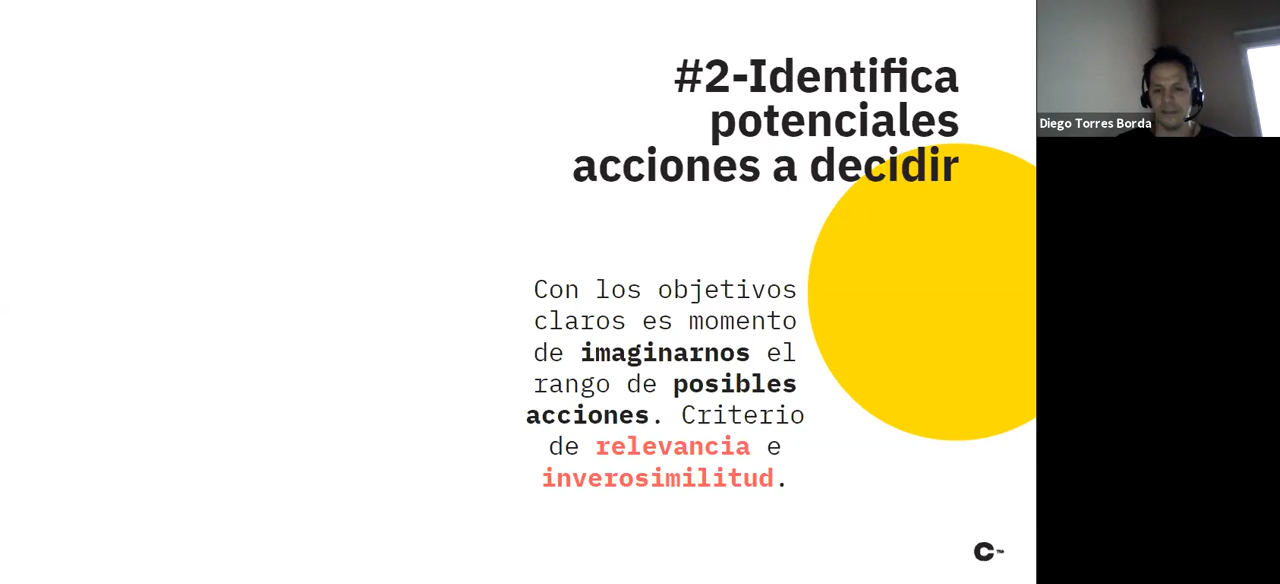 #2-Identifica
potenciales
acciones a decidir
Con los objetivos
claros es momento
de imaginarnos el
rango de posibles
acciones. Criterio
de relevancia e
inverosimilitud.
C™
Diego Torres Borda